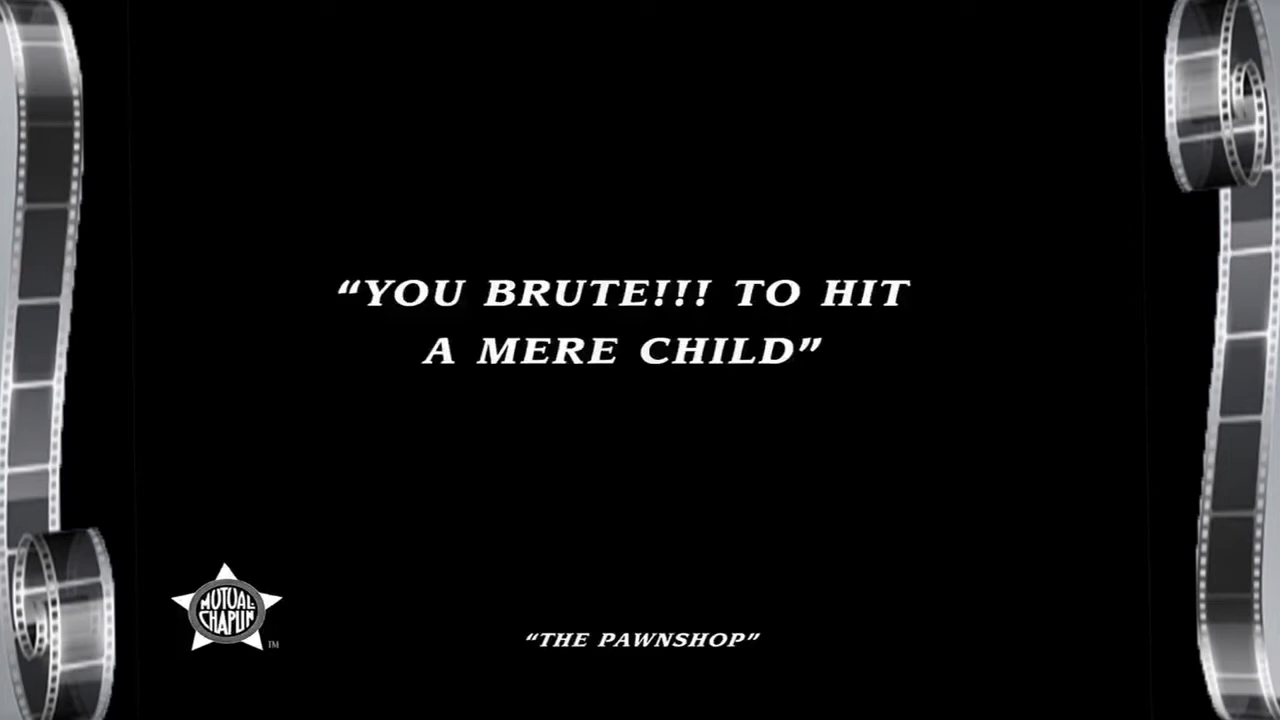 “YOU BRUTE!!! TO HIT
A MERE CHILD”
MUTUAL
CHAPLIN
TM
“THE PAWNSHOP”